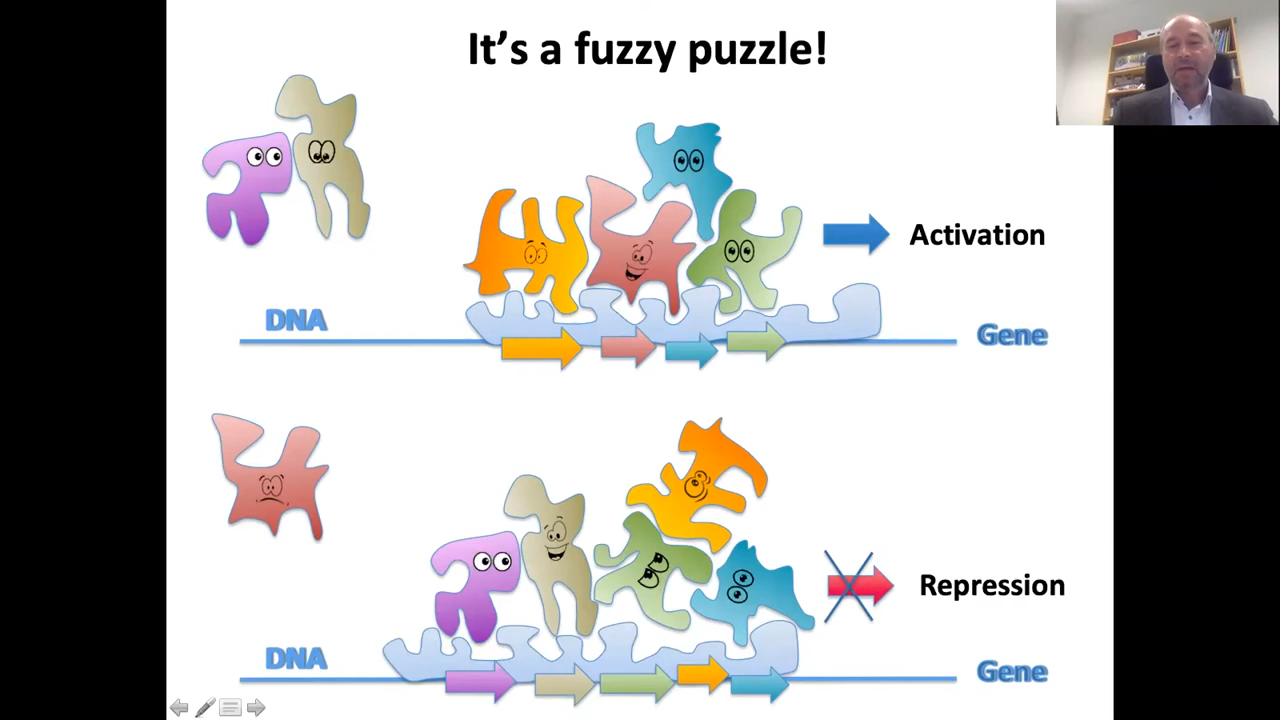 It's a fuzzy puzzle!
Activation
DNA
Gene
Repression
DNA
Gene